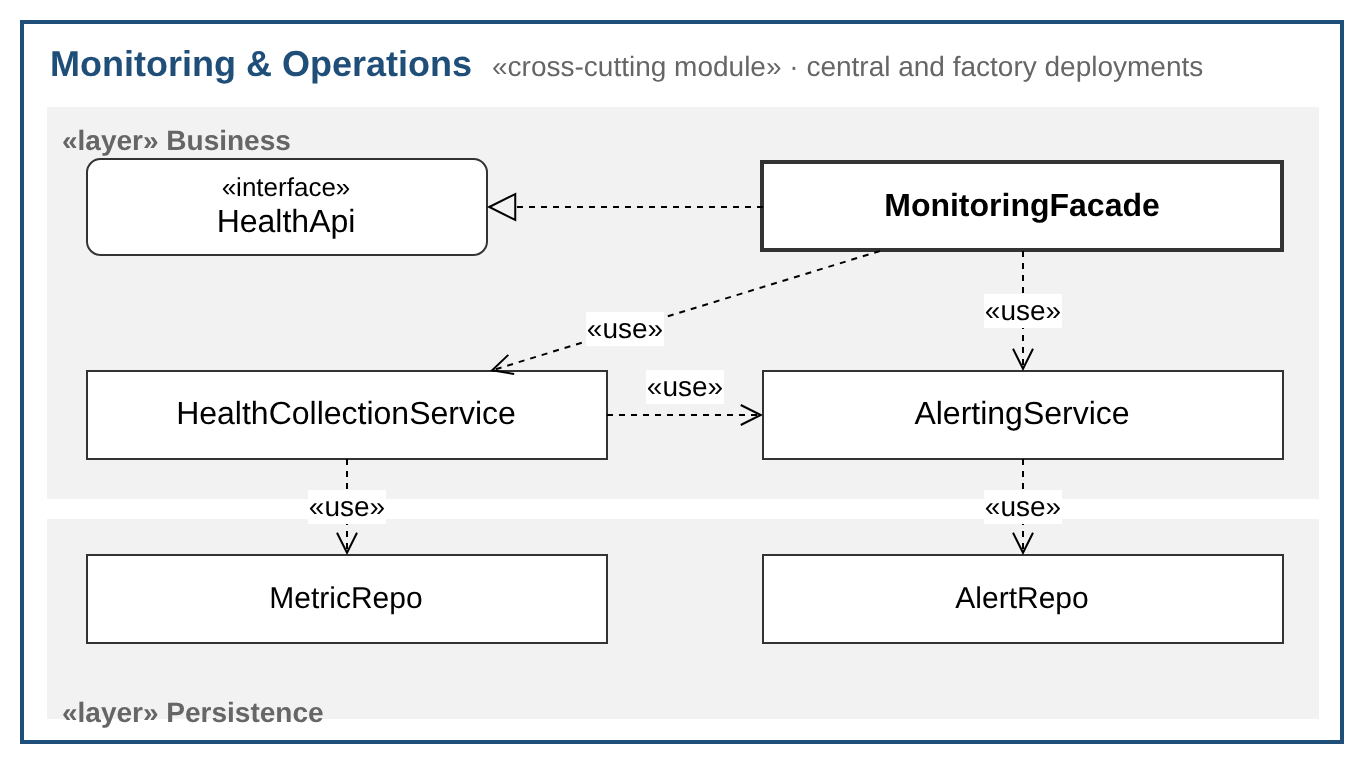 Monitoring & Operations «cross-cutting module» · central and factory deployments
«layer» Business
«interface»
HealthApi
MonitoringFacade
«use»
«use»
«use»
HealthCollectionService
AlertingService
«use»
«use»
MetricRepo
AlertRepo
«layer» Persistence